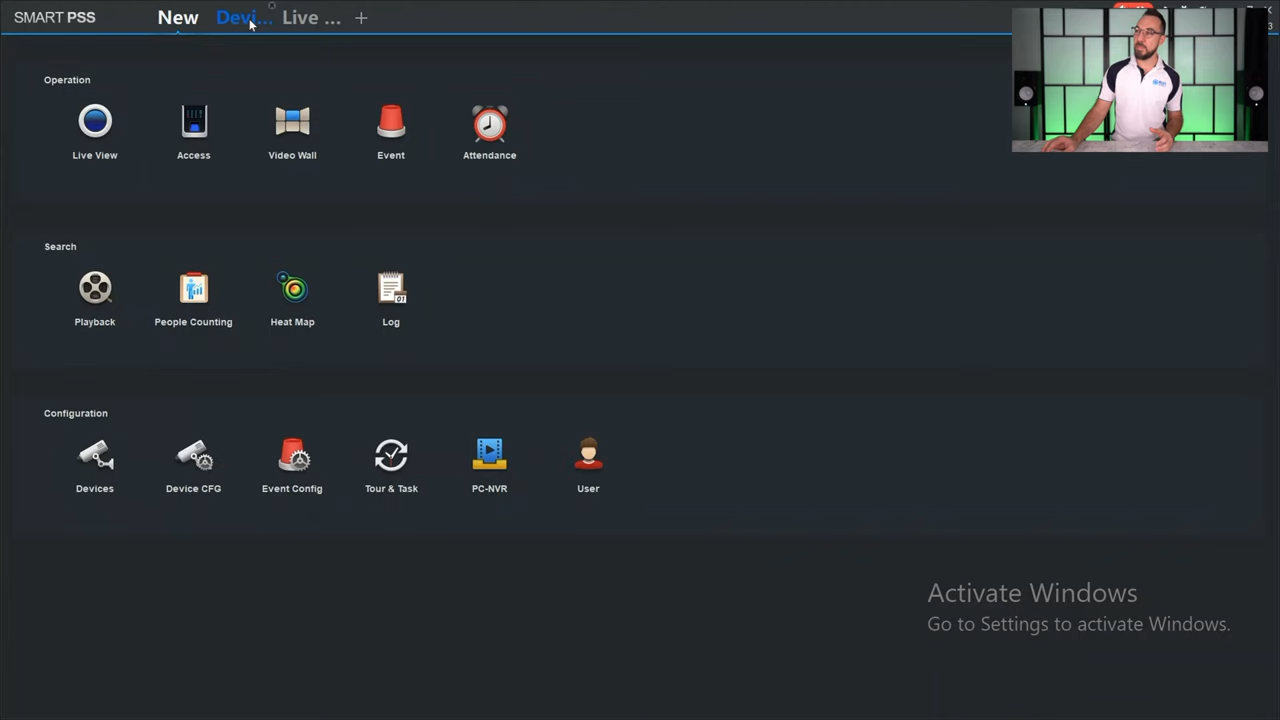 SMART PSS New Devi... Live ... +
Operation
Live View Access Video Wall Event Attendance
Search
Playback People Counting Heat Map Log
01
Configuration
Devices Device CFG Event Config Tour & Task PC-NVR User
Activate Windows
Go to Settings to activate Windows.